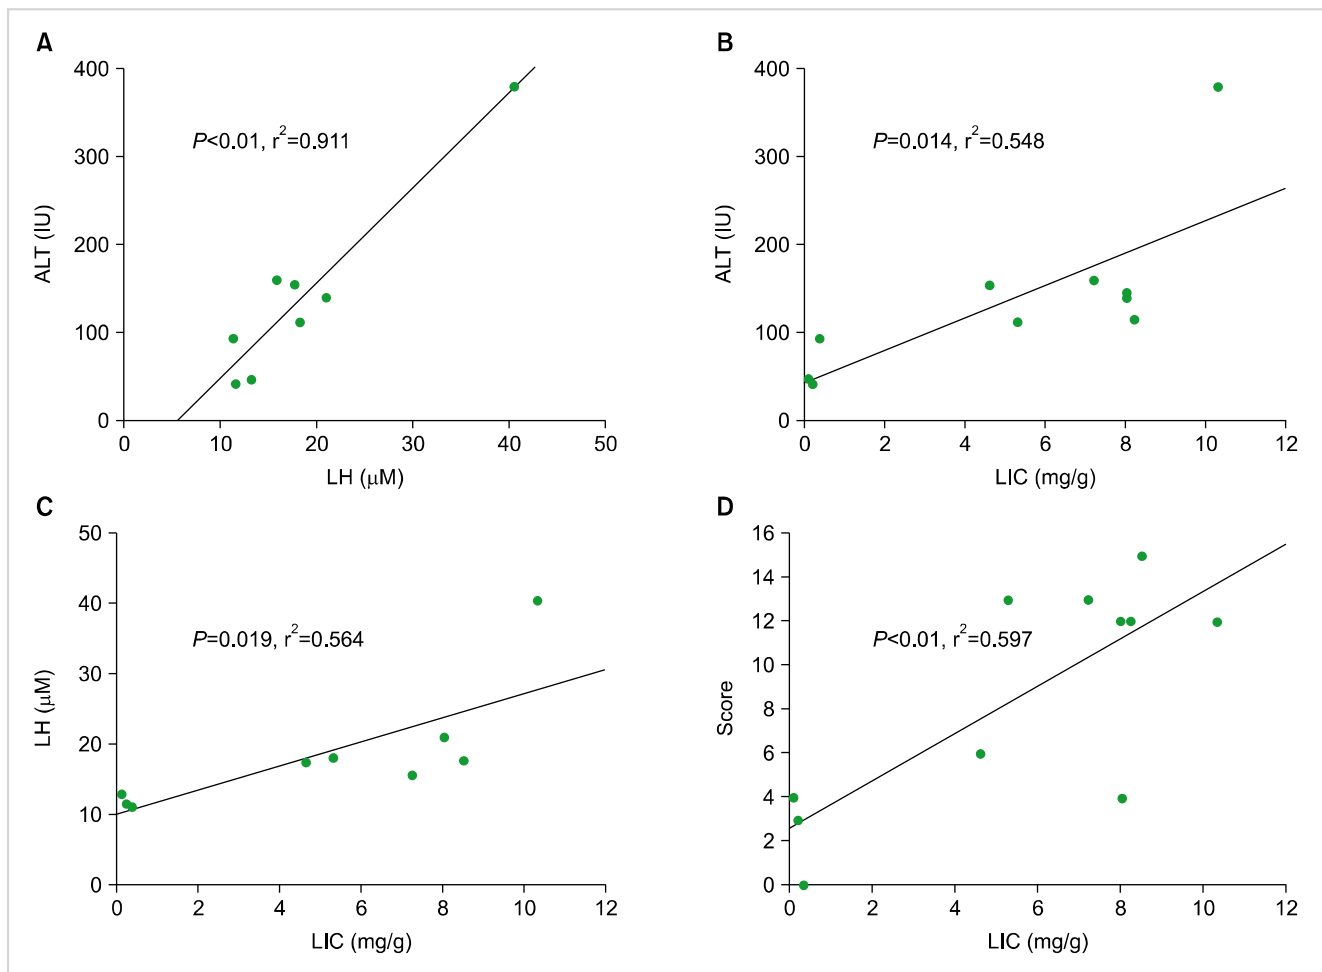 A
400
300
200
100
0
ALT (IU)
P<0.01, r²=0.911
0 10 20 30 40 50
LH (μM)
B
400
300
200
100
0
ALT (IU)
P=0.014, r²=0.548
0 2 4 6 8 10 12
LIC (mg/g)
C
50
40
30
20
10
0
LH (μM)
P=0.019, r²=0.564
0 2 4 6 8 10 12
LIC (mg/g)
D
16
14
12
10
8
6
4
2
0
Score
P<0.01, r²=0.597
0 2 4 6 8 10 12
LIC (mg/g)